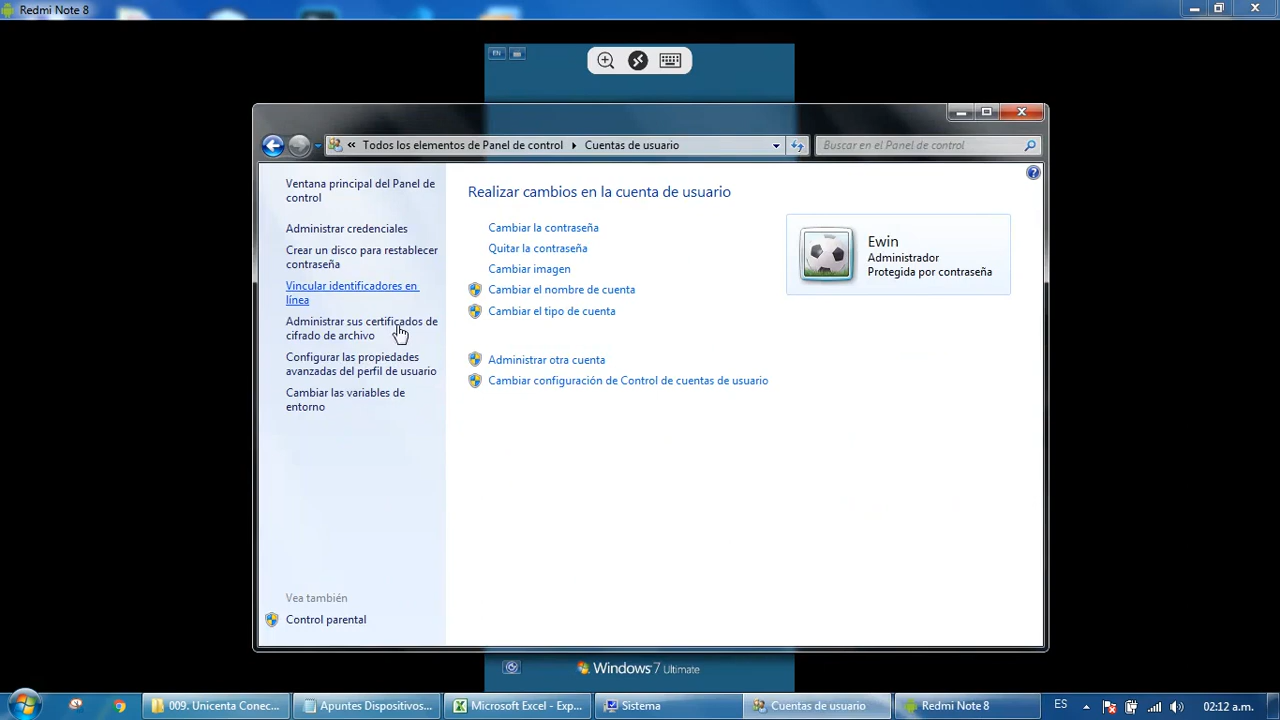 Redmi Note 8
EN
Todos los elementos de Panel de control
Cuentas de usuario
Buscar en el Panel de control
Ventana principal del Panel de
control
Administrar credenciales
Crear un disco para restablecer
contraseña
Vincular identificadores en
línea
Administrar sus certificados de
cifrado de archivo
Configurar las propiedades
avanzadas del perfil de usuario
Cambiar las variables de
entorno
Vea también
Control parental
Realizar cambios en la cuenta de usuario
Cambiar la contraseña
Quitar la contraseña
Cambiar imagen
Cambiar el nombre de cuenta
Cambiar el tipo de cuenta
Administrar otra cuenta
Cambiar configuración de Control de cuentas de usuario
Ewin
Administrador
Protegida por contraseña
Windows 7 Ultimate
009. Unicenta Conec...
Apuntes Dispositivos...
Microsoft Excel - Exp...
Sistema
Cuentas de usuario
Redmi Note 8
ES
02:12 a.m.